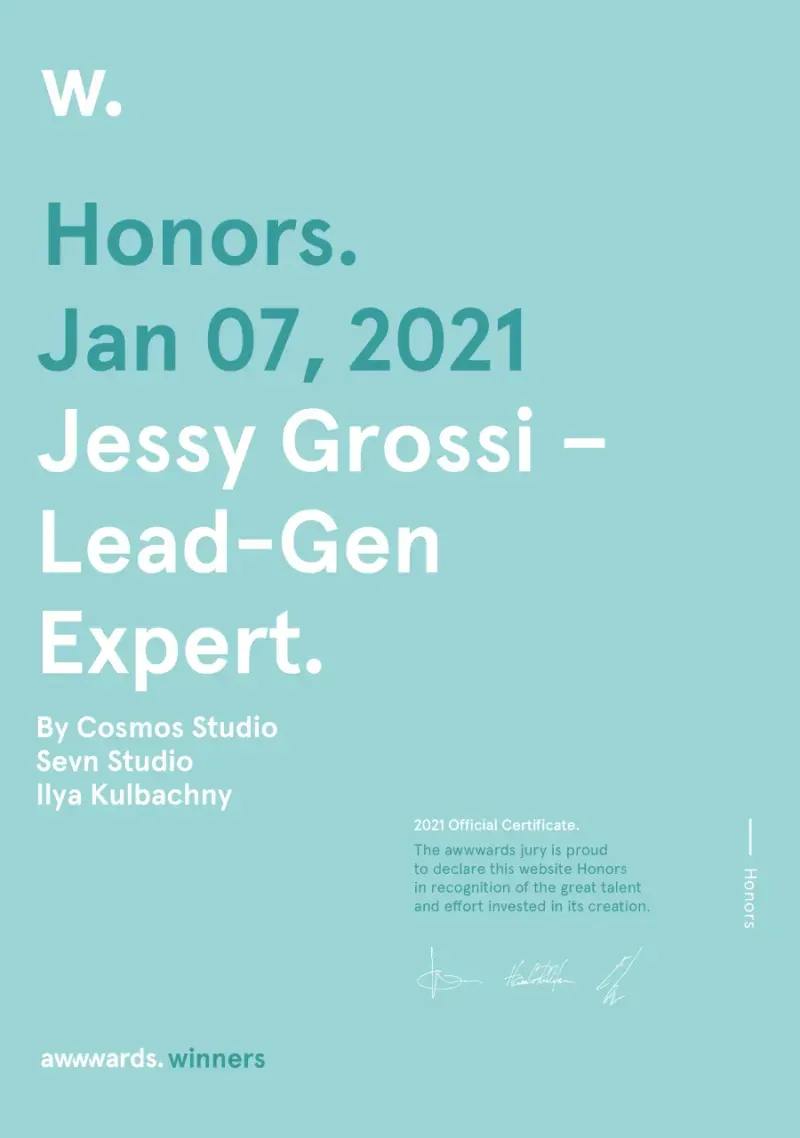 w.
Honors.
Jan 07, 2021
Jessy Grossi –
Lead-Gen
Expert.
By Cosmos Studio
Sevn Studio
Ilya Kulbachny
2021 Official Certificate.
The awwwards jury is proud
to declare this website Honors
in recognition of the great talent
and effort invested in its creation.
Honors
awwwards. winners